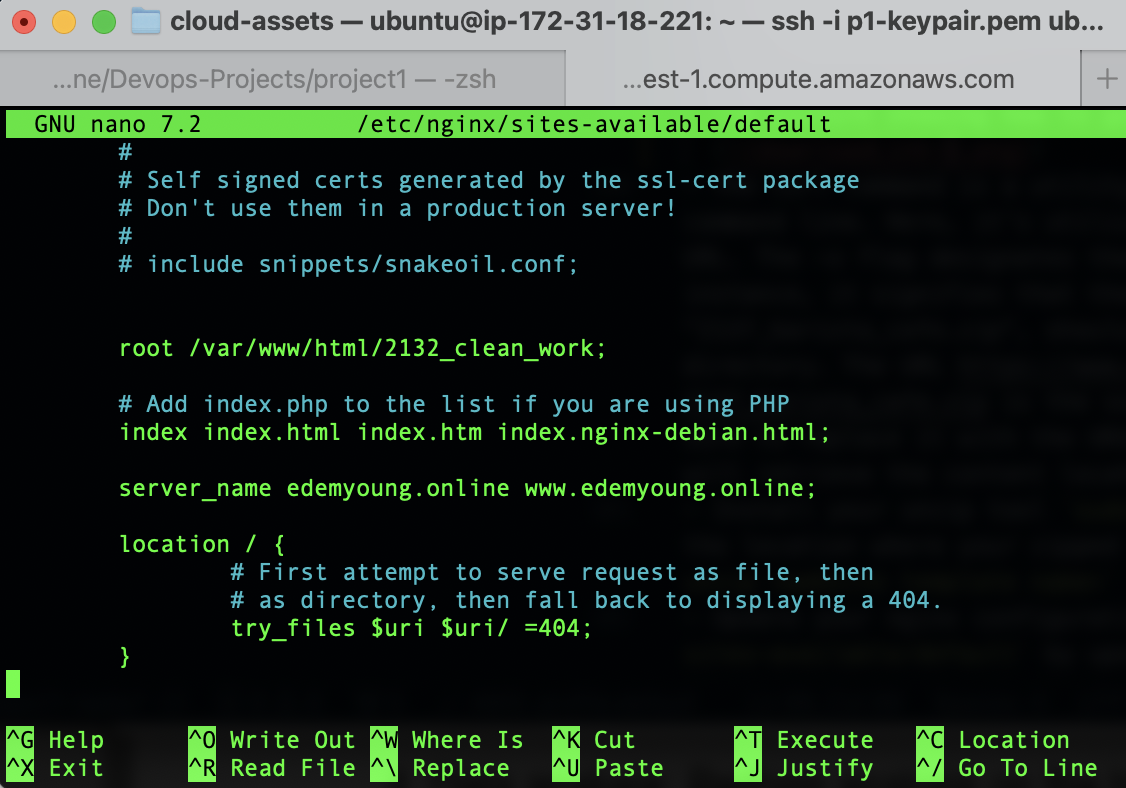 cloud-assets — ubuntu@ip-172-31-18-221: ~ — ssh -i p1-keypair.pem ub...
...ne/Devops-Projects/project1 — -zsh
...est-1.compute.amazonaws.com
+
GNU nano 7.2 /etc/nginx/sites-available/default
#
# Self signed certs generated by the ssl-cert package
# Don't use them in a production server!
#
# include snippets/snakeoil.conf;
root /var/www/html/2132_clean_work;
# Add index.php to the list if you are using PHP
index index.html index.htm index.nginx-debian.html;
server_name edemyoung.online www.edemyoung.online;
location / {
# First attempt to serve request as file, then
# as directory, then fall back to displaying a 404.
try_files $uri $uri/ =404;
}
^G Help ^O Write Out ^W Where Is ^K Cut ^T Execute ^C Location
^X Exit ^R Read File ^\ Replace ^U Paste ^J Justify ^/ Go To Line